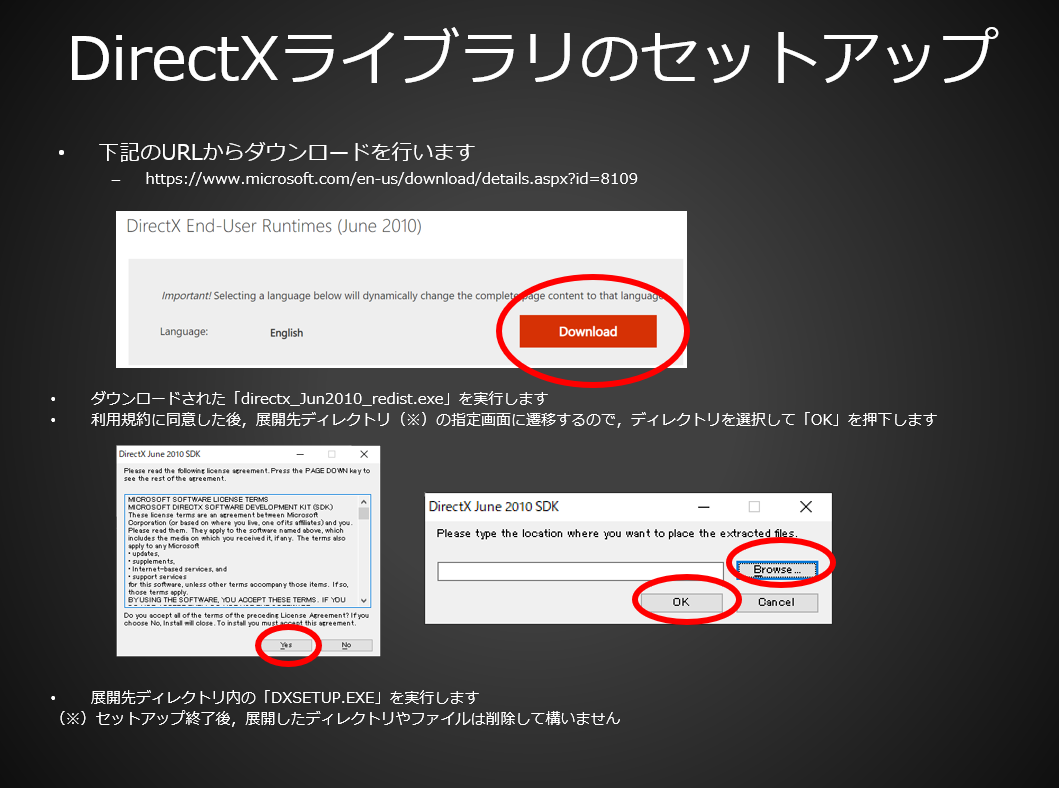 DirectXライブラリのセットアップ
• 下記のURLからダウンロードを行います
– https://www.microsoft.com/en-us/download/details.aspx?id=8109
DirectX End-User Runtimes (June 2010)
Important! Selecting a language below will dynamically change the complete page content to that language
Language: English Download
• ダウンロードされた「directx_Jun2010_redist.exe」を実行します
• 利用規約に同意した後，展開先ディレクトリ（※）の指定画面に遷移するので，ディレクトリを選択して「OK」を押下します
DirectX June 2010 SDK
Please read the following license agreement. Press the PAGE DOWN key to
see the rest of the agreement.
MICROSOFT SOFTWARE LICENSE TERMS
MICROSOFT DIRECTX SOFTWARE DEVELOPMENT KIT (SDK)
These license terms are an agreement between Microsoft
Corporation (or based on where you live, one of its affiliates) and you.
Please read them. They apply to the software named above, which
includes the media on which you received it, if any. The terms also
apply to any Microsoft
• updates,
• supplements,
• Internet-based services, and
• support services
for this software, unless other terms accompany those items. If so,
those terms apply.
BY USING THE SOFTWARE, YOU ACCEPT THESE TERMS. IF YOU
Do you accept all of the terms of the preceding License Agreement? If you
choose No, Install will close. To install you must accept this agreement.
Yes No
DirectX June 2010 SDK
Please type the location where you want to place the extracted files.
Browse...
OK Cancel
• 展開先ディレクトリ内の「DXSETUP.EXE」を実行します
（※）セットアップ終了後，展開したディレクトリやファイルは削除して構いません